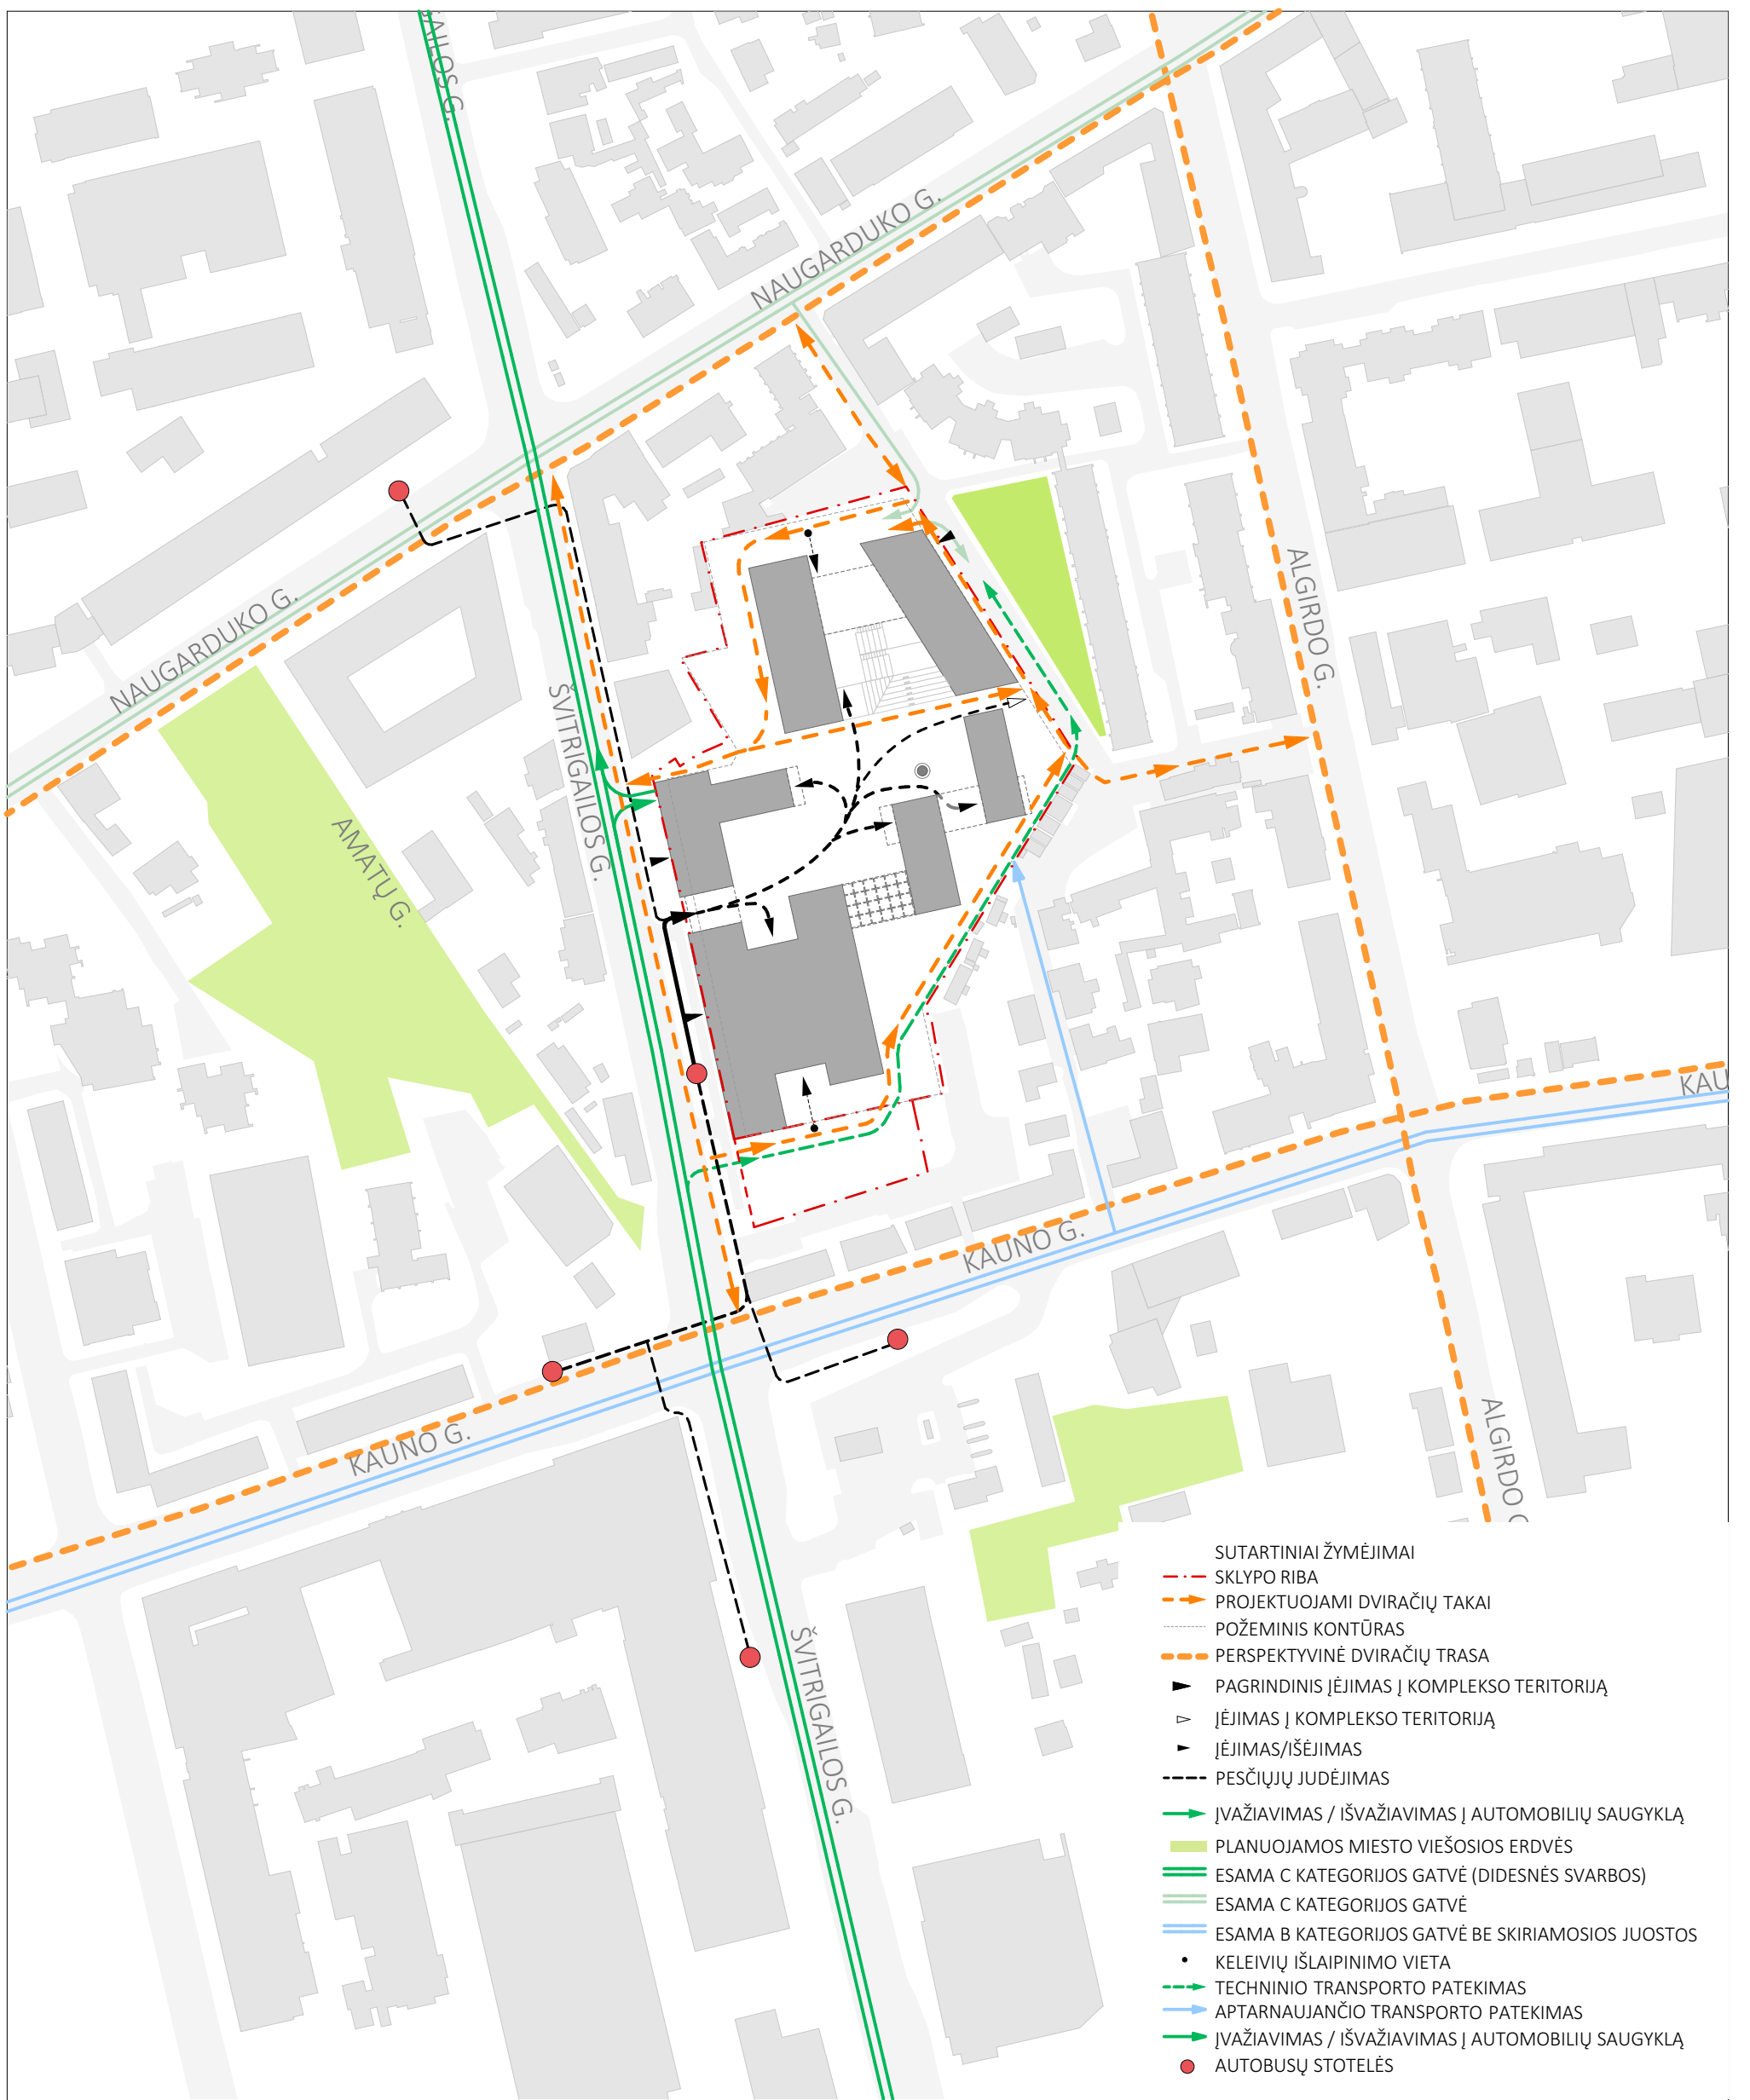 AILOS G.
NAUGARDUKO G.
ALGIRDO G.
NAUGARDUKO G.
ŠVITRIGAILOS G.
AMATŲ G.
KAU
KAUNO G.
KAUNO G.
ALGIRDO G
ŠVITRIGAILOS G.
SUTARTINIAI ŽYMĖJIMAI
SKLYPO RIBA
PROJEKTUOJAMI DVIRAČIŲ TAKAI
POŽEMINIS KONTŪRAS
PERSPEKTYVINĖ DVIRAČIŲ TRASA
PAGRINDINIS ĮĖJIMAS Į KOMPLEKSO TERITORIJĄ
ĮĖJIMAS Į KOMPLEKSO TERITORIJĄ
ĮĖJIMAS/IŠĖJIMAS
PESČIŲJŲ JUDĖJIMAS
ĮVAŽIAVIMAS / IŠVAŽIAVIMAS Į AUTOMOBILIŲ SAUGYKLĄ
PLANUOJAMOS MIESTO VIEŠOSIOS ERDVĖS
ESAMA C KATEGORIJOS GATVĖ (DIDESNĖS SVARBOS)
ESAMA C KATEGORIJOS GATVĖ
ESAMA B KATEGORIJOS GATVĖ BE SKIRIAMOSIOS JUOSTOS
KELEIVIŲ IŠLAIPINIMO VIETA
TECHNINIO TRANSPORTO PATEKIMAS
APTARNAUJANČIO TRANSPORTO PATEKIMAS
ĮVAŽIAVIMAS / IŠVAŽIAVIMAS Į AUTOMOBILIŲ SAUGYKLĄ
AUTOBUSŲ STOTELĖS